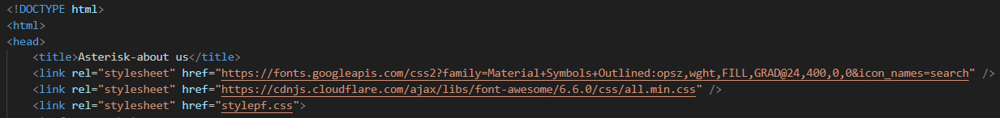 <!DOCTYPE html>
<html>
<head>
<title>Asterisk-about us</title>
<link rel="stylesheet" href="https://fonts.googleapis.com/css2?family=Material+Symbols+Outlined:opsz,wght,FILL,GRAD@24,400,0,0&icon_names=search" />
<link rel="stylesheet" href="https://cdnjs.cloudflare.com/ajax/libs/font-awesome/6.6.0/css/all.min.css" />
<link rel="stylesheet" href="stylepf.css">